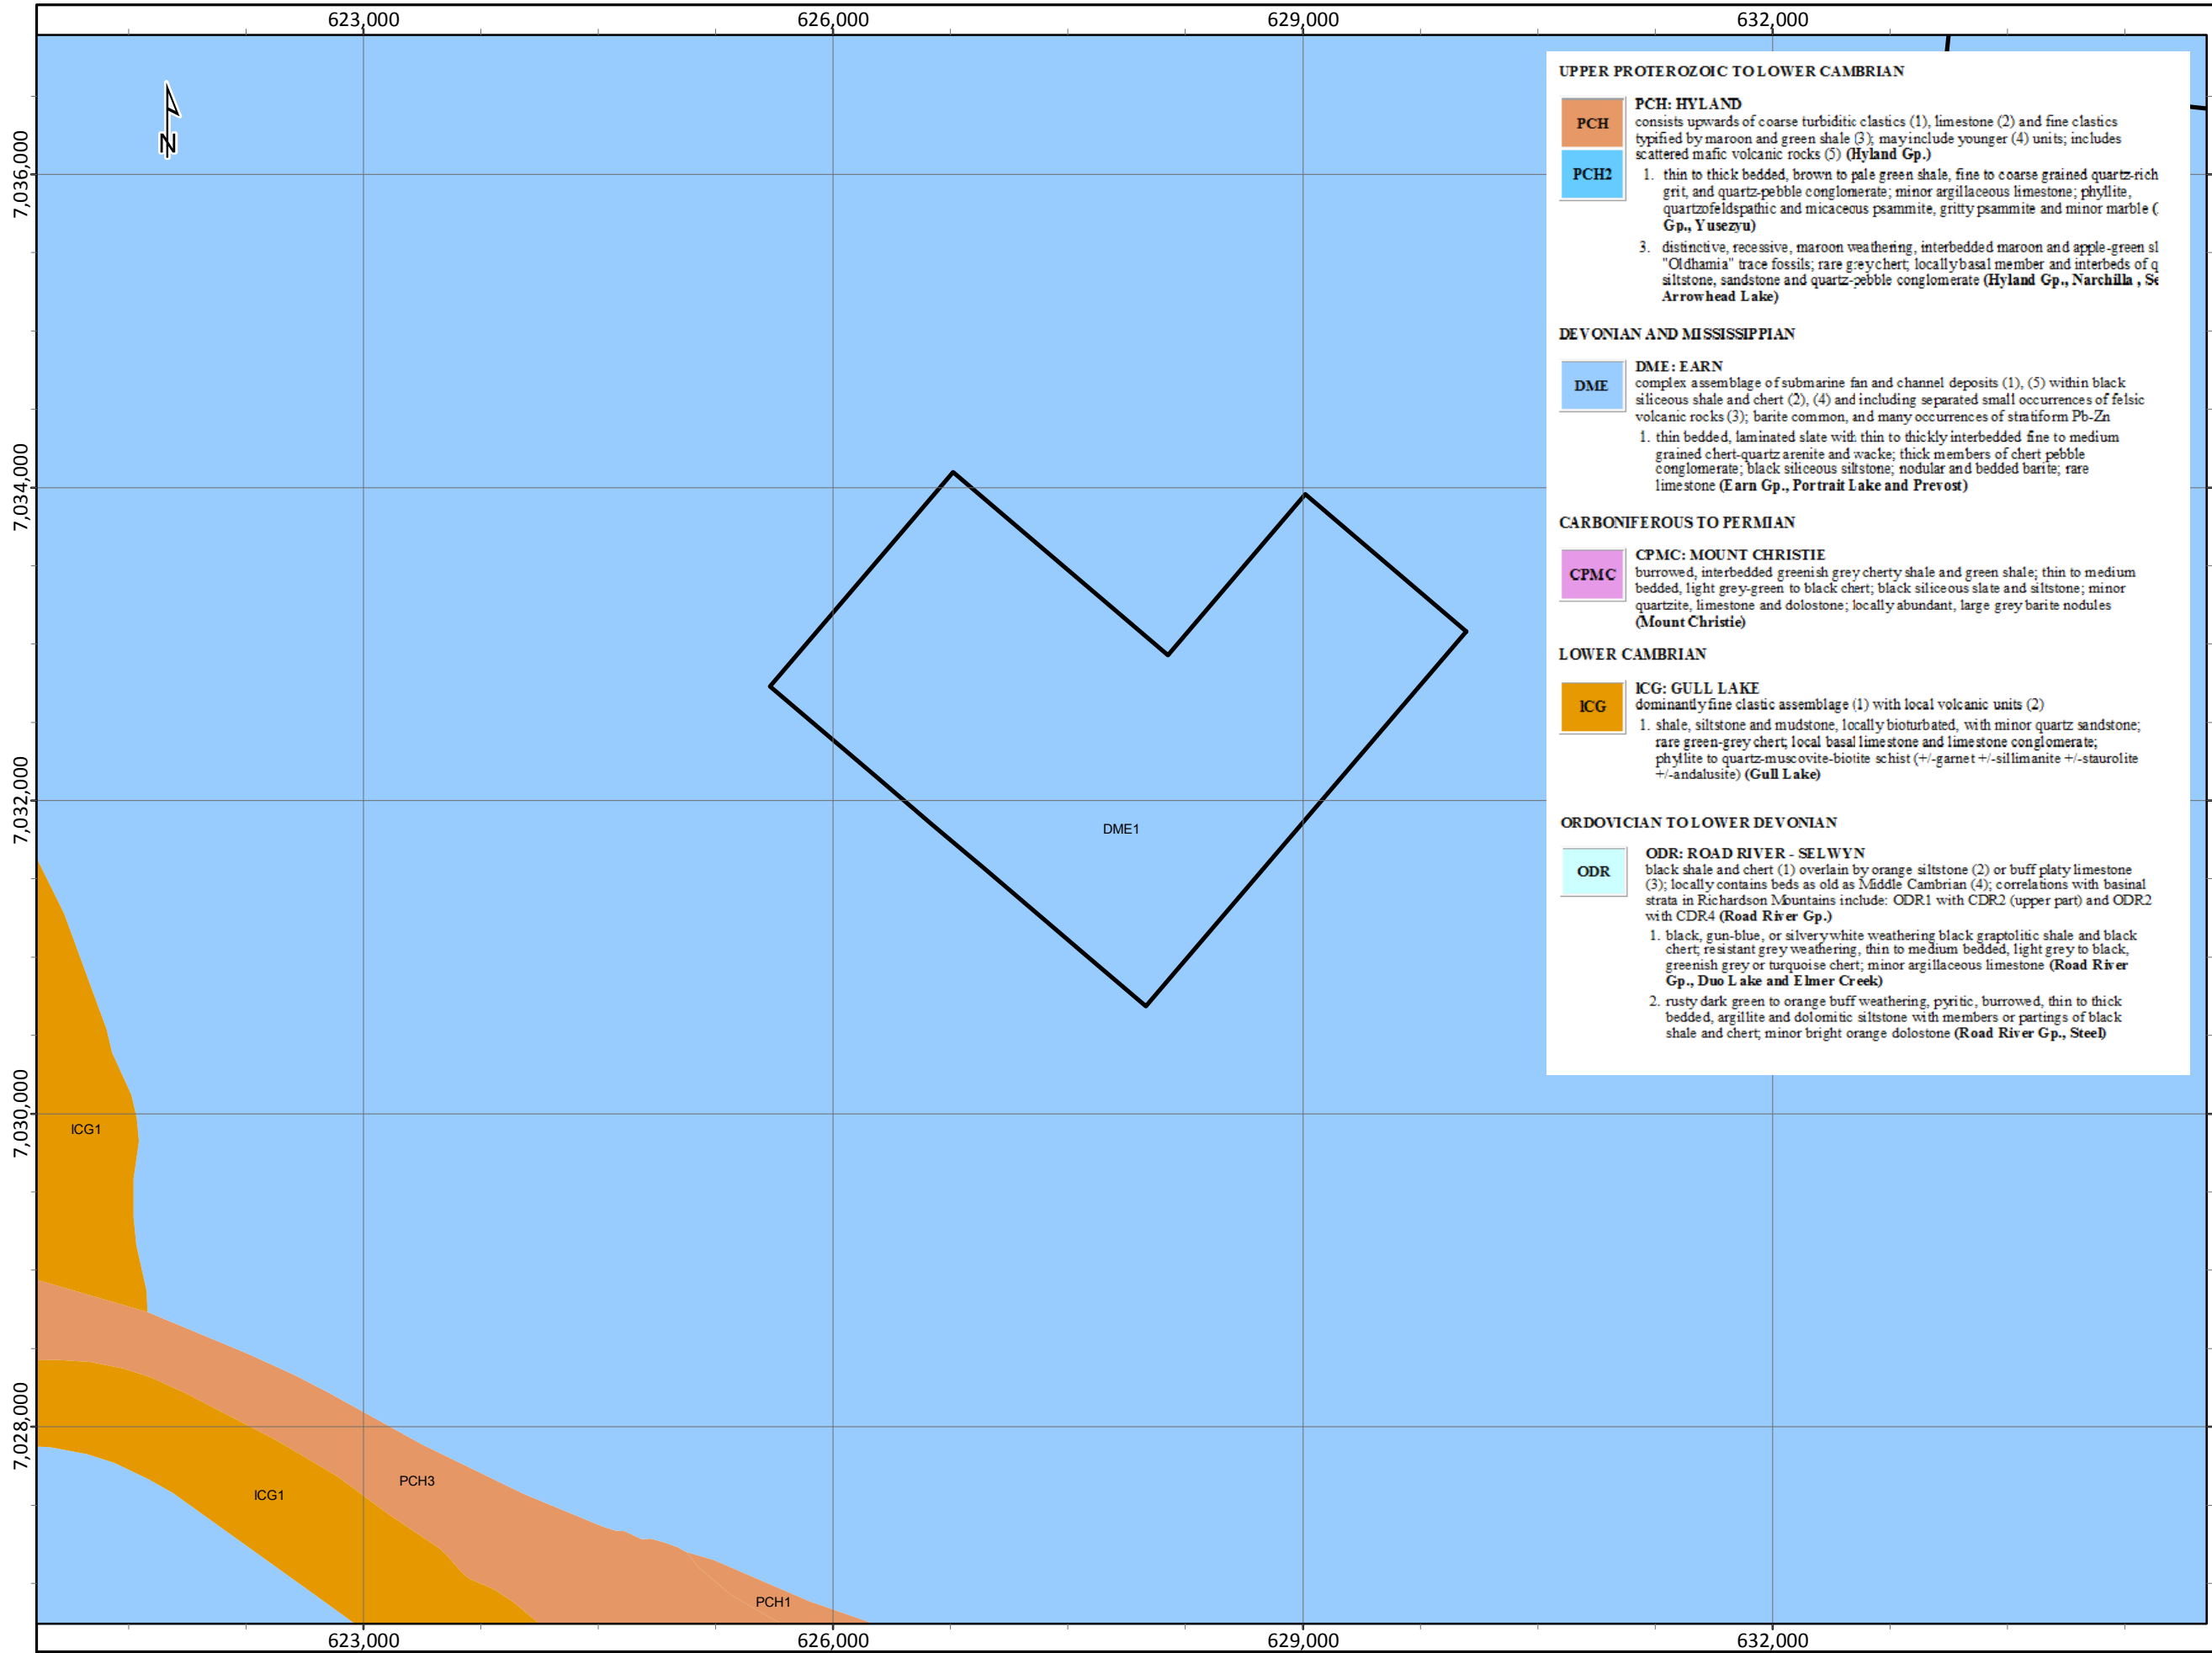 623,000 626,000 629,000 632,000
N
7,036,000
7,034,000
7,032,000
7,030,000
7,028,000
UPPER PROTEROZOIC TO LOWER CAMBRIAN
PCH
PCH2
PCH: HYLAND
consists upwards of coarse turbiditic clastics (1), limestone (2) and fine clastics
typified by maroon and green shale (3); may include younger (4) units; includes
scattered mafic volcanic rocks (5) (Hyland Gp.)
1. thin to thick bedded, brown to pale green shale, fine to coarse grained quartz-rich
grit, and quartz-pebble conglomerate; minor argillaceous limestone; phyllite,
quartzofeldspathic and micaceous psammite, gritty psammite and minor marble (
Gp., Yusezyu)
3. distinctive, recessive, maroon weathering, interbedded maroon and apple-green sl
"Oldhamia" trace fossils; rare grey chert; locally basal member and interbeds of q
siltstone, sandstone and quartz-pebble conglomerate (Hyland Gp., Narchilla , Se
Arrowhead Lake)
DEVONIAN AND MISSISSIPPIAN
DME
DME: EARN
complex assemblage of submarine fan and channel deposits (1), (5) within black
siliceous shale and chert (2), (4) and including separated small occurrences of felsic
volcanic rocks (3); barite common, and many occurrences of stratiform Pb-Zn
1. thin bedded, laminated slate with thin to thickly interbedded fine to medium
grained chert-quartz arenite and wacke; thick members of chert pebble
conglomerate; black siliceous siltstone; nodular and bedded barite; rare
limestone (Earn Gp., Portrait Lake and Prevost)
CARBONIFEROUS TO PERMIAN
CPMC
CPMC: MOUNT CHRISTIE
burrowed, interbedded greenish grey cherty shale and green shale; thin to medium
bedded, light grey-green to black chert; black siliceous slate and siltstone; minor
quartzite, limestone and dolostone; locally abundant, large grey barite nodules
(Mount Christie)
LOWER CAMBRIAN
lCG
lCG: GULL LAKE
dominantly fine clastic assemblage (1) with local volcanic units (2)
1. shale, siltstone and mudstone, locally bioturbated, with minor quartz sandstone;
rare green-grey chert; local basal limestone and limestone conglomerate;
phyllite to quartz-muscovite-biotite schist (+/-garnet +/-sillimanite +/-staurolite
+/-andalusite) (Gull Lake)
ORDOVICIAN TO LOWER DEVONIAN
ODR
ODR: ROAD RIVER - SELWYN
black shale and chert (1) overlain by orange siltstone (2) or buff platy limestone
(3); locally contains beds as old as Middle Cambrian (4); correlations with basinal
strata in Richardson Mountains include: ODR1 with CDR2 (upper part) and ODR2
with CDR4 (Road River Gp.)
1. black, gun-blue, or silvery white weathering black graptolitic shale and black
chert; resistant grey weathering, thin to medium bedded, light grey to black,
greenish grey or turquoise chert; minor argillaceous limestone (Road River
Gp., Duo Lake and Elmer Creek)
2. rusty dark green to orange buff weathering, pyritic, burrowed, thin to thick
bedded, argillite and dolomitic siltstone with members or partings of black
shale and chert; minor bright orange dolostone (Road River Gp., Steel)
DME1
lCG1
PCH3
lCG1
PCH1
623,000 626,000 629,000 632,000